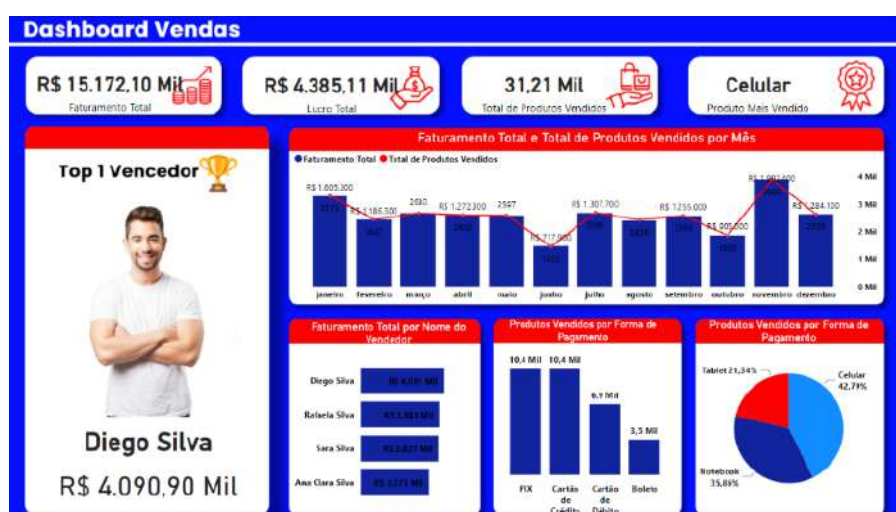 Dashboard Vendas
R$ 15.172,10 Mil
Faturamento Total
R$ 4.385,11 Mil
Lucro Total
31,21 Mil
Total de Produtos Vendidos
Celular
Produto Mais Vendido
Top 1 Vencedor
Diego Silva
R$ 4.090,90 Mil
Faturamento Total e Total de Produtos Vendidos por Mês
Faturamento Total Total de Produtos Vendidos
R$ 1.605.300
R$ 1.186.300
2680
R$ 1.272.300
2597
R$ 717.900
R$ 1.307.700
R$ 1.255.000
R$ 905.000
R$ 1.284.100
4 Mil
3 Mil
2 Mil
1 Mil
0 Mil
janeiro fevereiro março abril maio junho julho agosto setembro outubro novembro dezembro
Faturamento Total por Nome do
Vendedor
Diego Silva
Rafaela Silva
Sara Silva
Ana Clara Silva
Produtos Vendidos por Forma de
Pagamento
10,4 Mil 10,4 Mil
6,9 Mil
3,5 Mil
PIX Cartão de Crédito Cartão de Débito Boleto
Produtos Vendidos por Forma de
Pagamento
Tablet 21,34%
Celular
42,79%
Notebook
35,86%